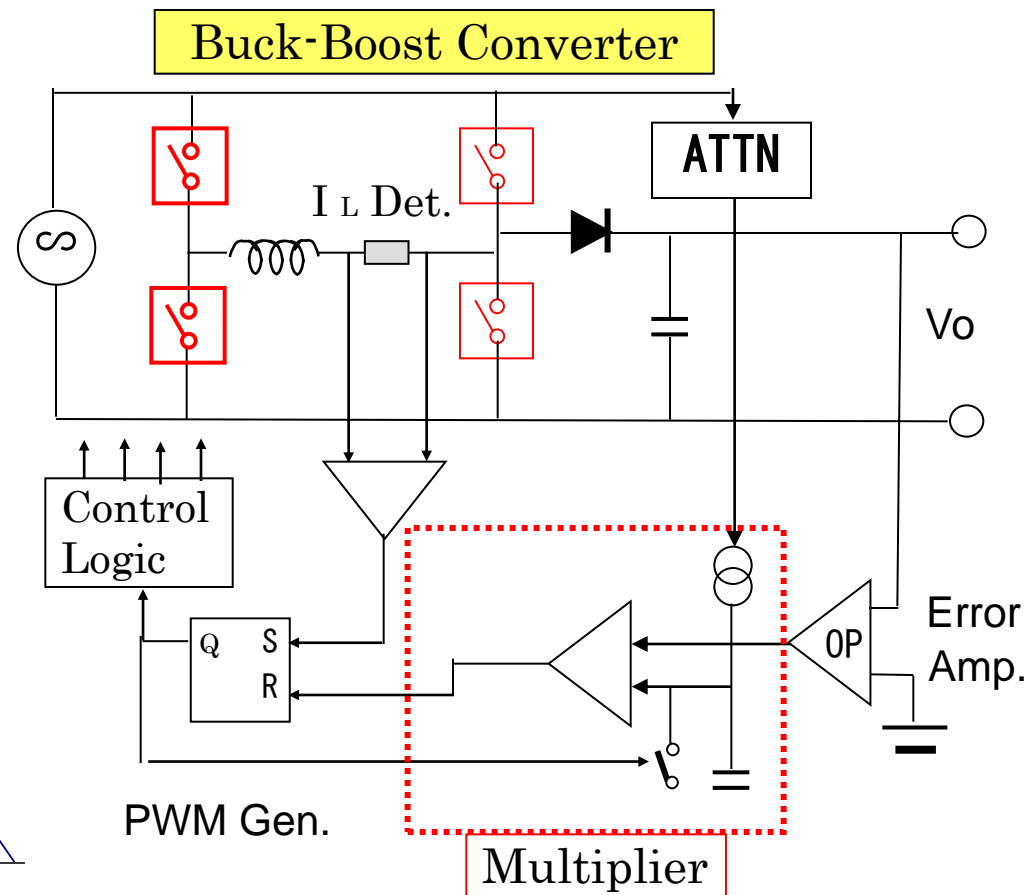 Buck-Boost Converter
ATTN
I L Det.
Vo
Control
Logic
Q S
R
OP
Error
Amp.
PWM Gen.
Multiplier